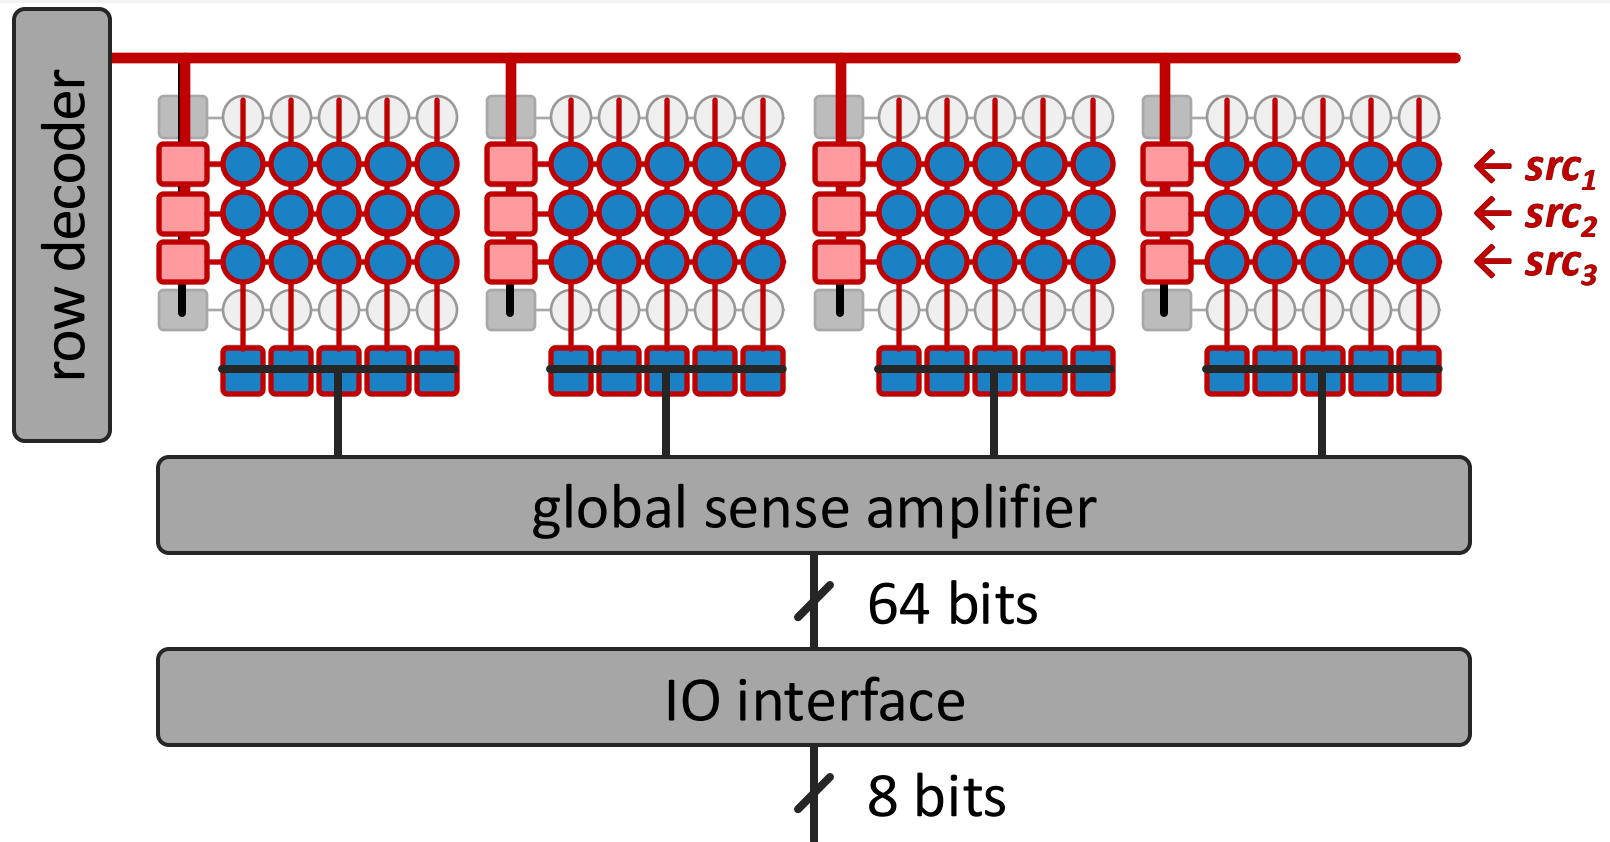 row decoder
← src1
← src2
← src3
global sense amplifier
64 bits
IO interface
8 bits